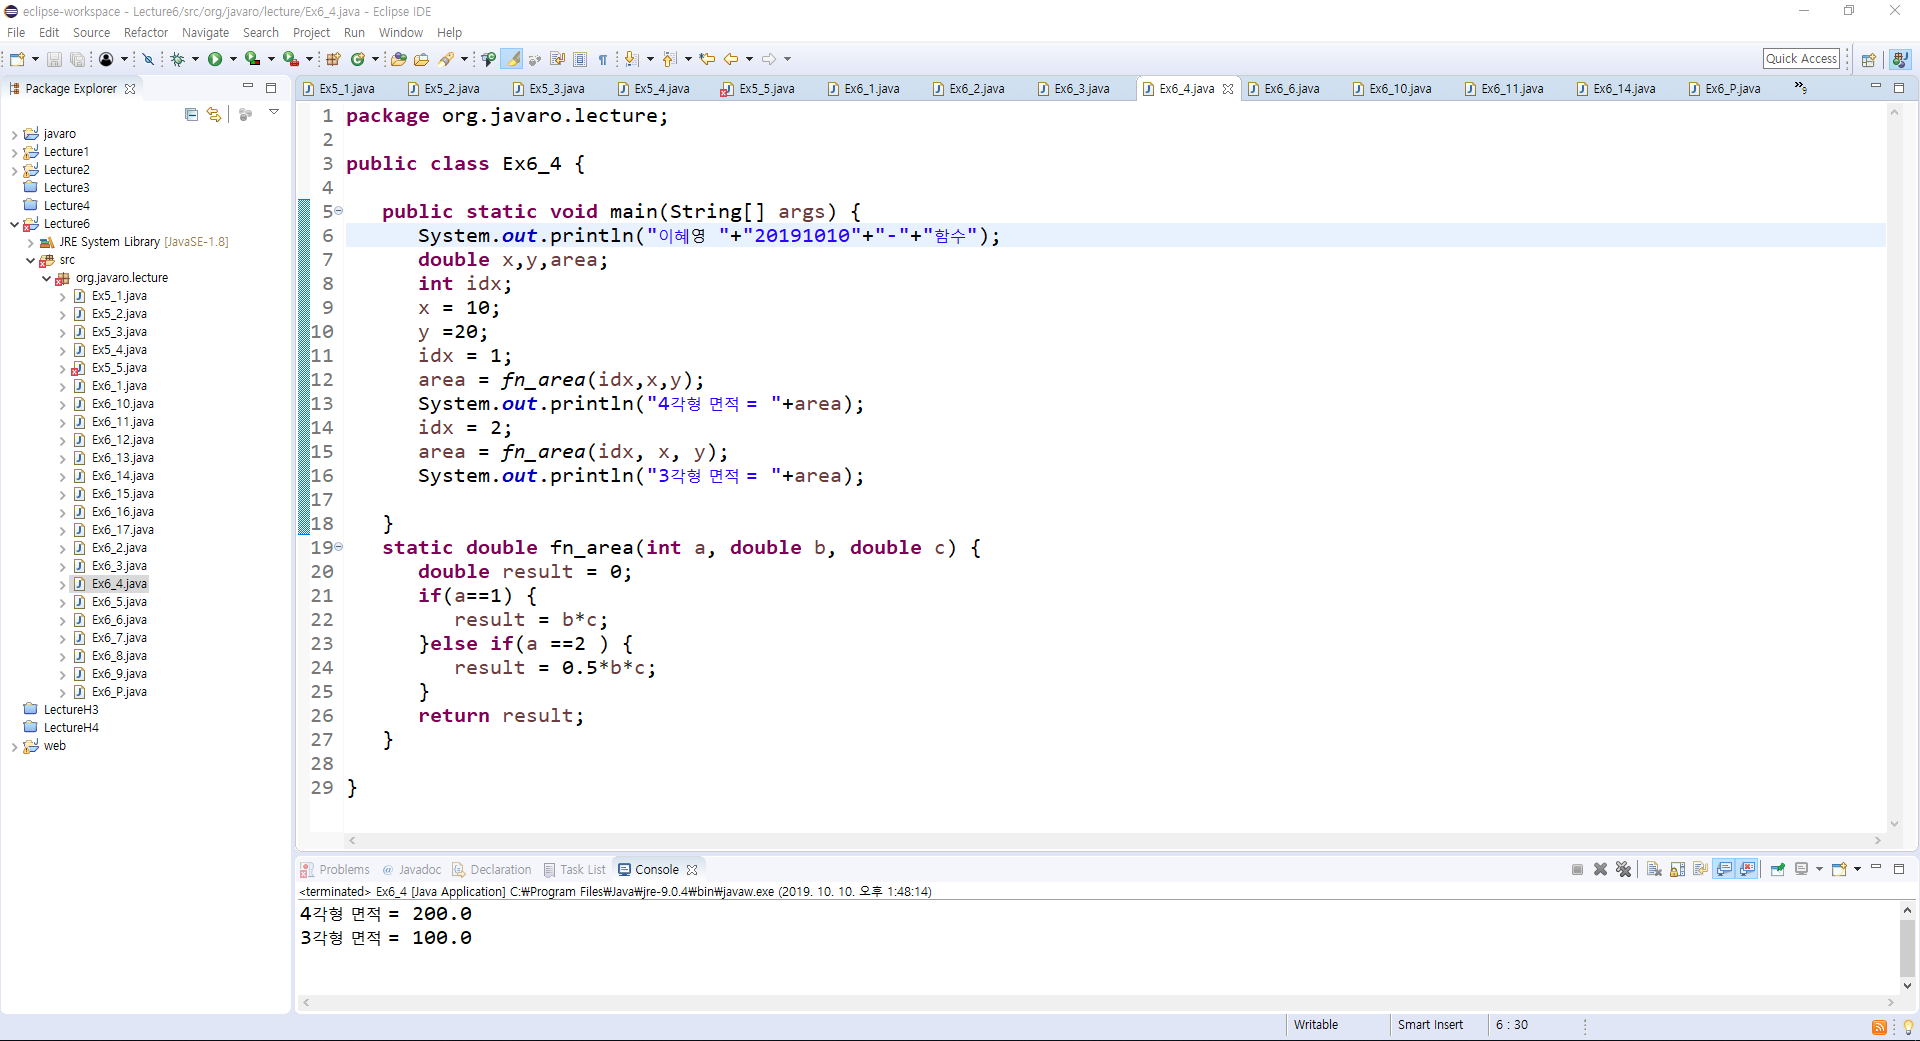 eclipse-workspace - Lecture6/src/org/javaro/lecture/Ex6_4.java - Eclipse IDE
File Edit Source Refactor Navigate Search Project Run Window Help
Quick Access
Package Explorer
Ex5_1.java Ex5_2.java Ex5_3.java Ex5_4.java Ex5_5.java Ex6_1.java Ex6_2.java Ex6_3.java Ex6_4.java Ex6_6.java Ex6_10.java Ex6_11.java Ex6_14.java Ex6_P.java »9
javaro
Lecture1
Lecture2
Lecture3
Lecture4
Lecture6
JRE System Library [JavaSE-1.8]
src
org.javaro.lecture
Ex5_1.java
Ex5_2.java
Ex5_3.java
Ex5_4.java
Ex5_5.java
Ex6_1.java
Ex6_10.java
Ex6_11.java
Ex6_12.java
Ex6_13.java
Ex6_14.java
Ex6_15.java
Ex6_16.java
Ex6_17.java
Ex6_2.java
Ex6_3.java
Ex6_4.java
Ex6_5.java
Ex6_6.java
Ex6_7.java
Ex6_8.java
Ex6_9.java
Ex6_P.java
LectureH3
LectureH4
web
1 package org.javaro.lecture;
2
3 public class Ex6_4 {
4
5 public static void main(String[] args) {
6 System.out.println("이혜영 "+"20191010"+"-"+"함수");
7 double x,y,area;
8 int idx;
9 x = 10;
10 y =20;
11 idx = 1;
12 area = fn_area(idx,x,y);
13 System.out.println("4각형 면적 = "+area);
14 idx = 2;
15 area = fn_area(idx, x, y);
16 System.out.println("3각형 면적 = "+area);
17
18 }
19 static double fn_area(int a, double b, double c) {
20 double result = 0;
21 if(a==1) {
22 result = b*c;
23 }else if(a ==2 ) {
24 result = 0.5*b*c;
25 }
26 return result;
27 }
28
29 }
Problems @ Javadoc Declaration Task List Console
<terminated> Ex6_4 [Java Application] C:₩Program Files₩Java₩jre-9.0.4₩bin₩javaw.exe (2019. 10. 10. 오후 1:48:14)
4각형 면적 = 200.0
3각형 면적 = 100.0
Writable Smart Insert 6 : 30